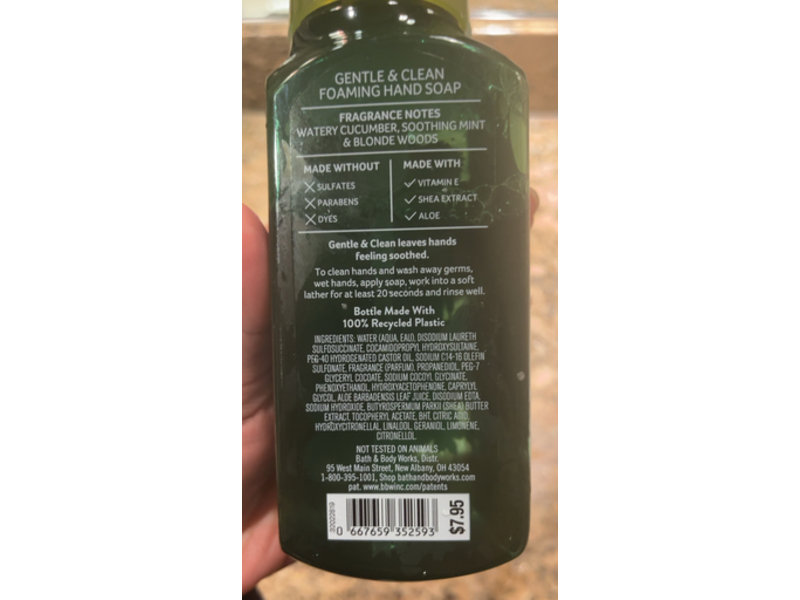 GENTLE & CLEAN
FOAMING HAND SOAP
FRAGRANCE NOTES
WATERY CUCUMBER, SOOTHING MINT
& BLONDE WOODS
MADE WITHOUT
SULFATES
PARABENS
DYES
MADE WITH
VITAMIN E
SHEA EXTRACT
ALOE
Gentle & Clean leaves hands
feeling soothed.
To clean hands and wash away germs,
wet hands, apply soap, work into a soft
lather for at least 20 seconds and rinse well.
Bottle Made With
100% Recycled Plastic
INGREDIENTS: WATER (AQUA, EAU), DISODIUM LAURETH
SULFOSUCCINATE, COCAMIDOPROPYL HYDROXYSULTAINE,
PEG-40 HYDROGENATED CASTOR OIL, SODIUM C14-16 OLEFIN
SULFONATE, FRAGRANCE (PARFUM), PROPANEDIOL, PEG-7
GLYCERYL COCOATE, SODIUM COCOYL GLYCINATE,
PHENOXYETHANOL, HYDROXYACETOPHENONE, CAPRYLYL
GLYCOL, ALOE BARBADENSIS LEAF JUICE, DISODIUM EDTA,
SODIUM HYDROXIDE, BUTYROSPERMUM PARKII (SHEA) BUTTER
EXTRACT, TOCOPHERYL ACETATE, BHT, CITRIC ACID,
HYDROXYCITRONELLAL, LINALOOL, GERANIOL, LIMONENE,
CITRONELLOL.
NOT TESTED ON ANIMALS
Bath & Body Works, Distr.
95 West Main Street, New Albany, OH 43054
1-800-395-1001, Shop bathandbodyworks.com
pat. www.bbwinc.com/patents
0 667659 352593
$7.95